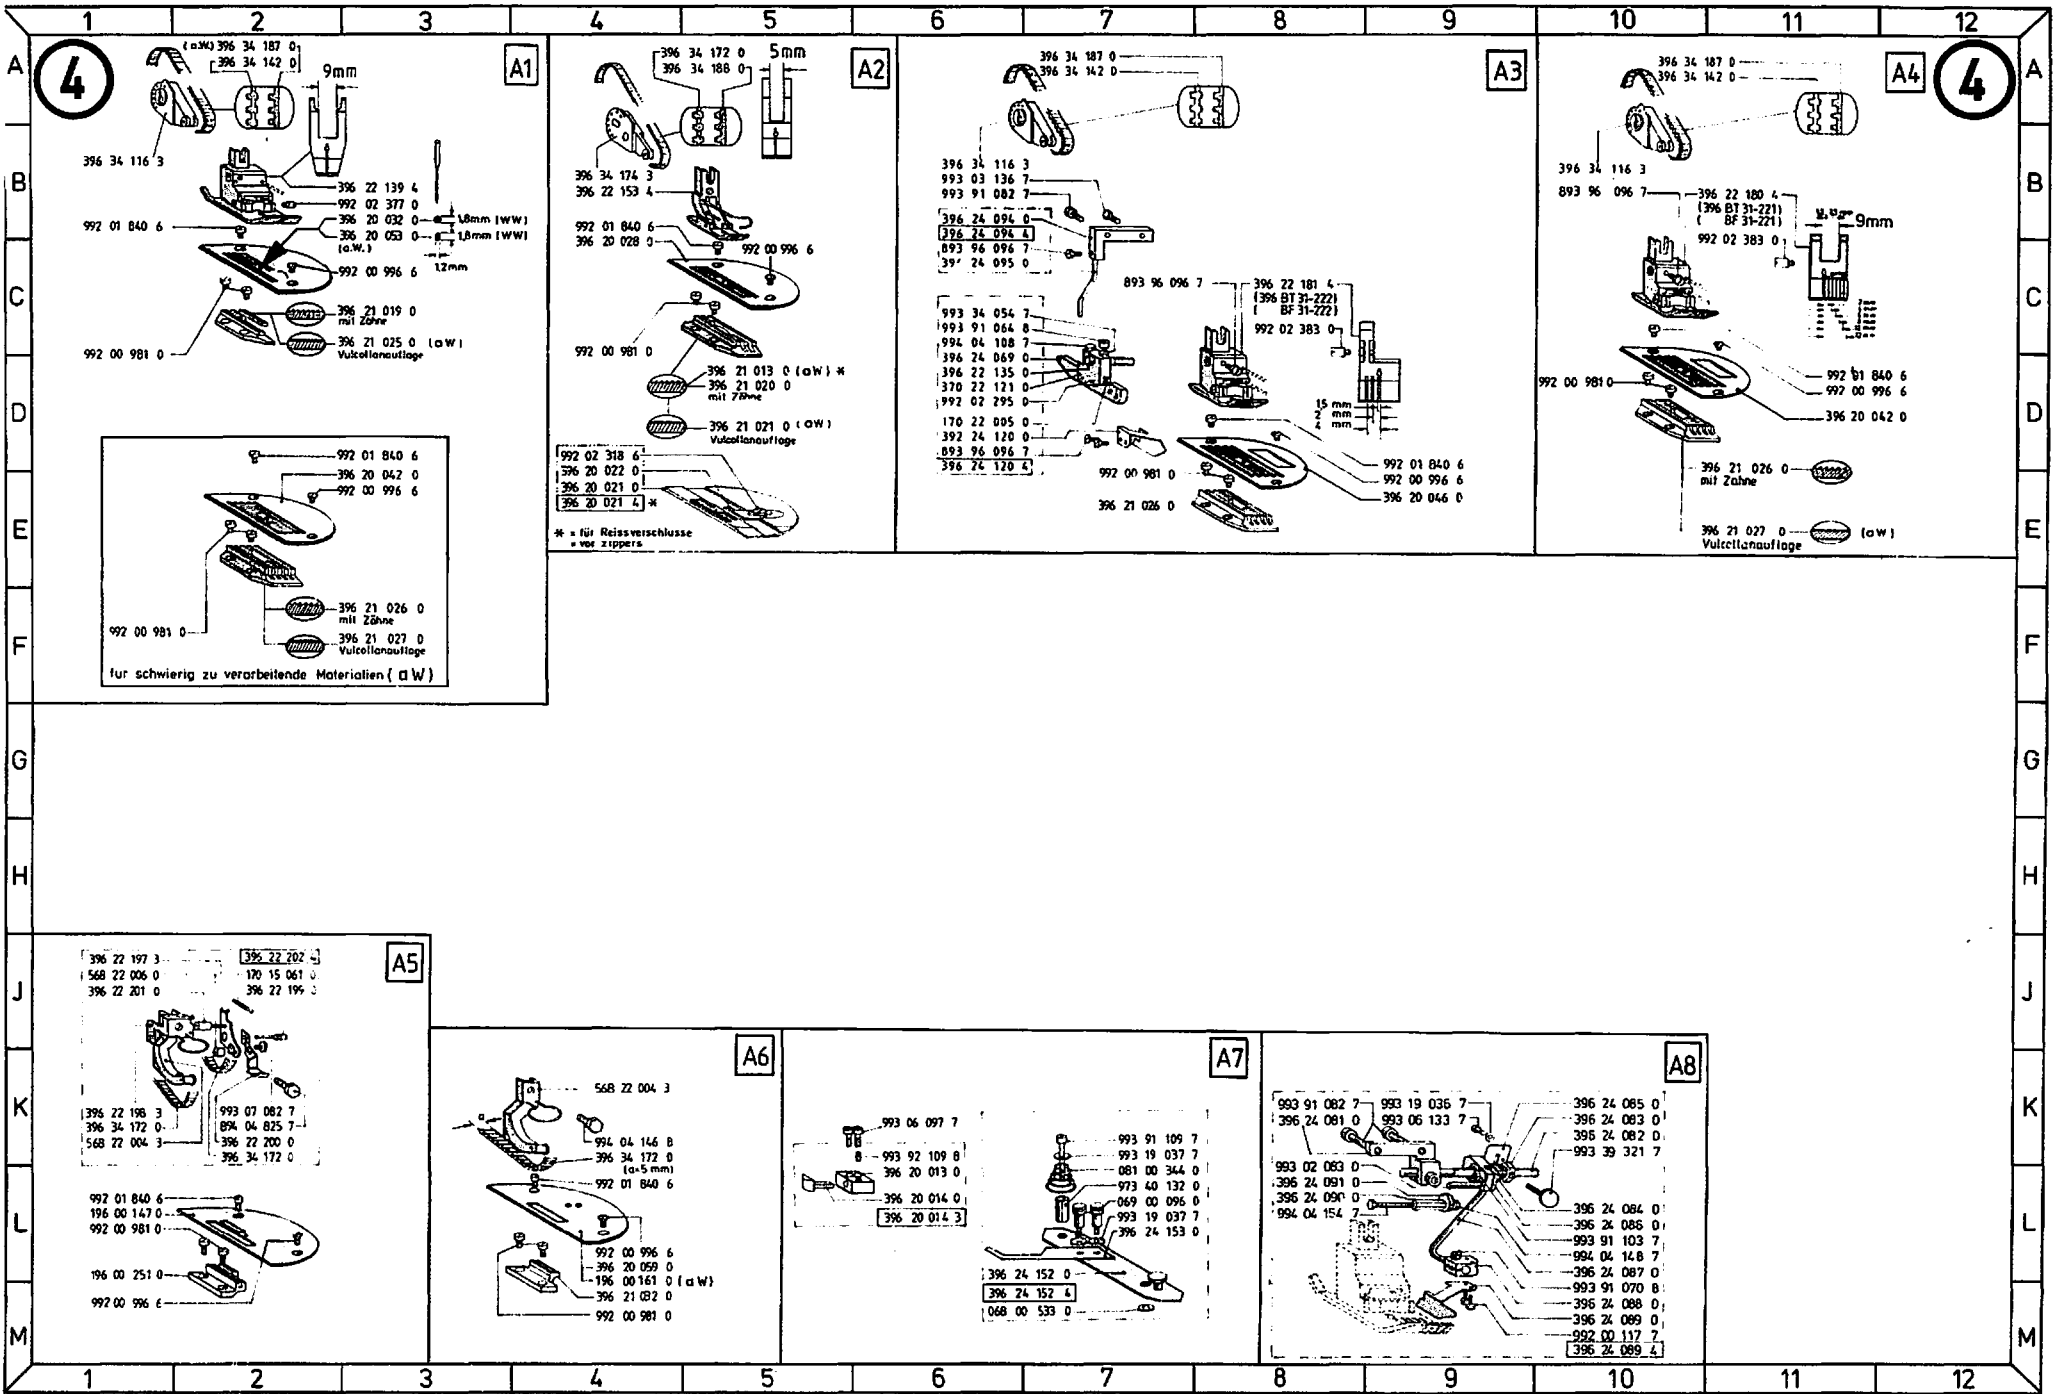 1 2 3 4 5 6 7 8 9 10 11 12
A
B
C
D
E
F
G
H
J
K
L
M
4
A1
(a.W.) 396 34 187 0
396 34 142 0
9mm
396 34 116 3
396 22 139 4
992 02 377 0
396 20 032 0
1,8mm (WW)
396 20 053 0
(a.W.)
1,8mm (WW)
12mm
992 01 840 6
992 00 996 6
396 21 019 0
mit Zähne
396 21 025 0 (aW)
Vulcollanauflage
992 00 981 0
992 01 840 6
396 20 042 0
992 00 996 6
396 21 026 0
mit Zähne
992 00 981 0
396 21 027 0
Vulcollanauflage
fur schwierig zu verarbeitende Materialien (aW)
A2
396 34 172 0
396 34 188 0
5mm
396 34 174 3
396 22 153 4
992 01 840 6
396 20 028 0
992 00 996 6
992 00 981 0
396 21 013 0 (aW) *
396 21 020 0
mit Zähne
396 21 021 0 (aW)
Vulcollanauflage
992 02 318 6
396 20 022 0
396 20 021 0
396 20 021 4 *
* = für Reissverschlusse
= vor zippers
A3
396 34 187 0
396 34 142 0
396 34 116 3
993 03 136 7
993 91 082 7
396 24 094 0
396 24 094 4
893 96 096 7
24 095 0
893 96 096 7
396 22 181 4
(396 BT 31-222)
( BF 31-222)
992 02 383 0
993 34 054 7
993 91 064 8
994 04 108 7
396 24 069 0
396 22 135 0
370 22 121 0
992 02 295 0
170 22 005 0
392 24 120 0
893 96 096 7
396 24 120 4
15 mm
2 mm
4 mm
992 00 981 0
396 21 026 0
992 01 840 6
992 00 996 6
396 20 046 0
A4
4
396 34 187 0
396 34 142 0
396 34 116 3
893 96 096 7
396 22 180 4
(396 BT 31-221)
( BF 31-221)
992 02 383 0
9mm
992 00 981 0
992 01 840 6
992 00 996 6
396 20 042 0
396 21 026 0
mit Zahne
396 21 027 0 (aW)
Vulcollanauflage
A5
396 22 197 3
568 22 006 0
396 22 201 0
396 22 202 4
170 15 061 0
396 22 199
396 22 198 3
396 34 172 0
568 22 004 3
993 07 082 7
894 04 825 7
396 22 200 0
396 34 172 0
992 01 840 6
196 00 147 0
992 00 981 0
196 00 251 0
992 00 996 6
A6
568 22 004 3
994 04 146 8
396 34 172 0
(a=5 mm)
992 01 840 6
992 00 996 6
396 20 059 0
196 00 161 0 (aW)
396 21 032 0
992 00 981 0
A7
993 06 097 7
993 92 109 8
396 20 013 0
396 20 014 0
396 20 014 3
993 91 109 7
993 19 037 7
081 00 344 0
973 40 132 0
069 00 096 0
993 19 037 7
396 24 153 0
396 24 152 0
396 24 152 4
068 00 533 0
A8
993 91 082 7
396 24 081 0
993 19 036 7
993 06 133 7
396 24 085 0
396 24 083 0
396 24 082 0
993 39 321 7
993 02 083 0
396 24 091 0
396 24 090 0
994 04 154 7
396 24 084 0
396 24 086 0
993 91 103 7
994 04 148 7
396 24 087 0
993 91 070 8
396 24 088 0
396 24 089 0
992 00 117 7
396 24 089 4
A
B
C
D
E
F
G
H
J
K
L
M
1 2 3 4 5 6 7 8 9 10 11 12